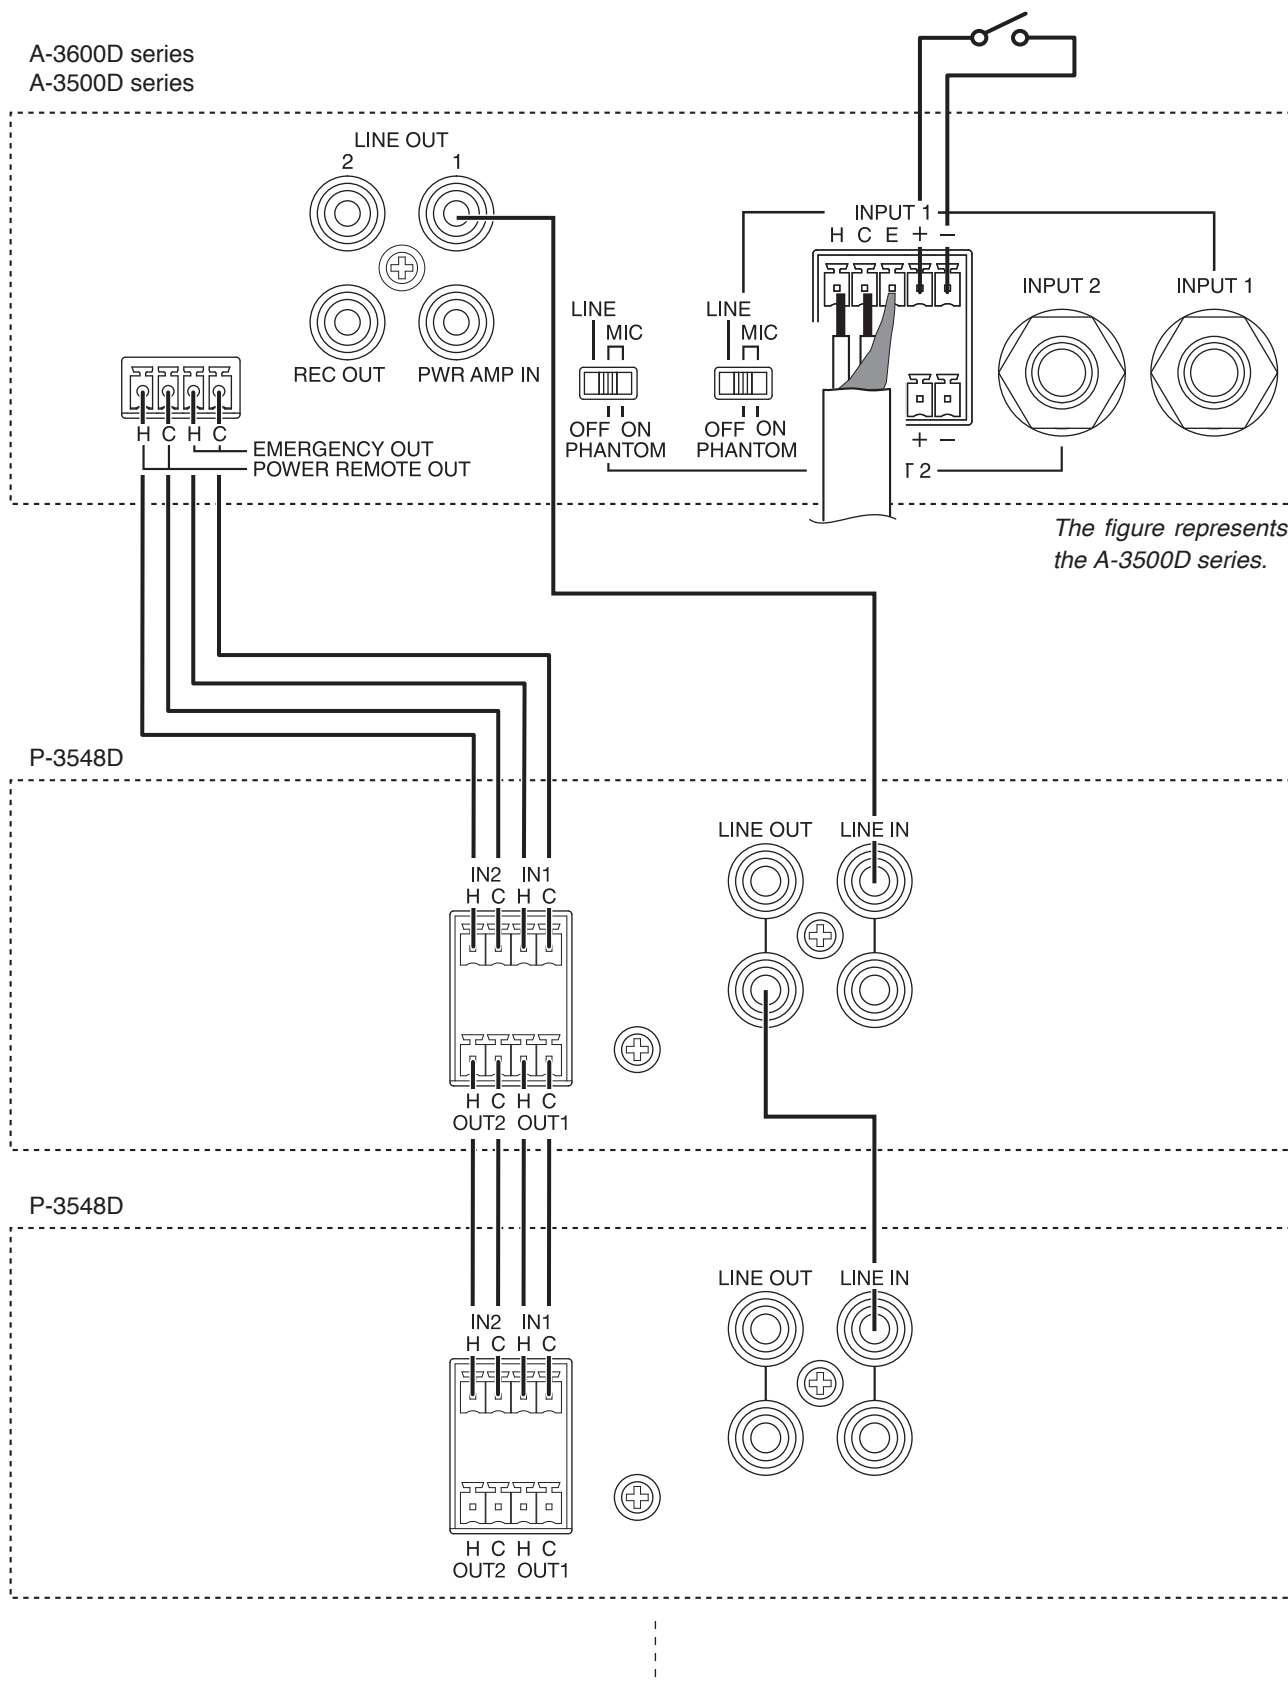 A-3600D series
A-3500D series
LINE OUT
2 1
INPUT 1
H C E + −
INPUT 2
INPUT 1
LINE
MIC
LINE
MIC
REC OUT
PWR AMP IN
OFF ON
PHANTOM
OFF ON
PHANTOM
+ −
T 2
H C H C
EMERGENCY OUT
POWER REMOTE OUT
The figure represents
the A-3500D series.
P-3548D
LINE OUT
LINE IN
IN2 IN1
H C H C
H C H C
OUT2 OUT1
P-3548D
LINE OUT
LINE IN
IN2 IN1
H C H C
H C H C
OUT2 OUT1